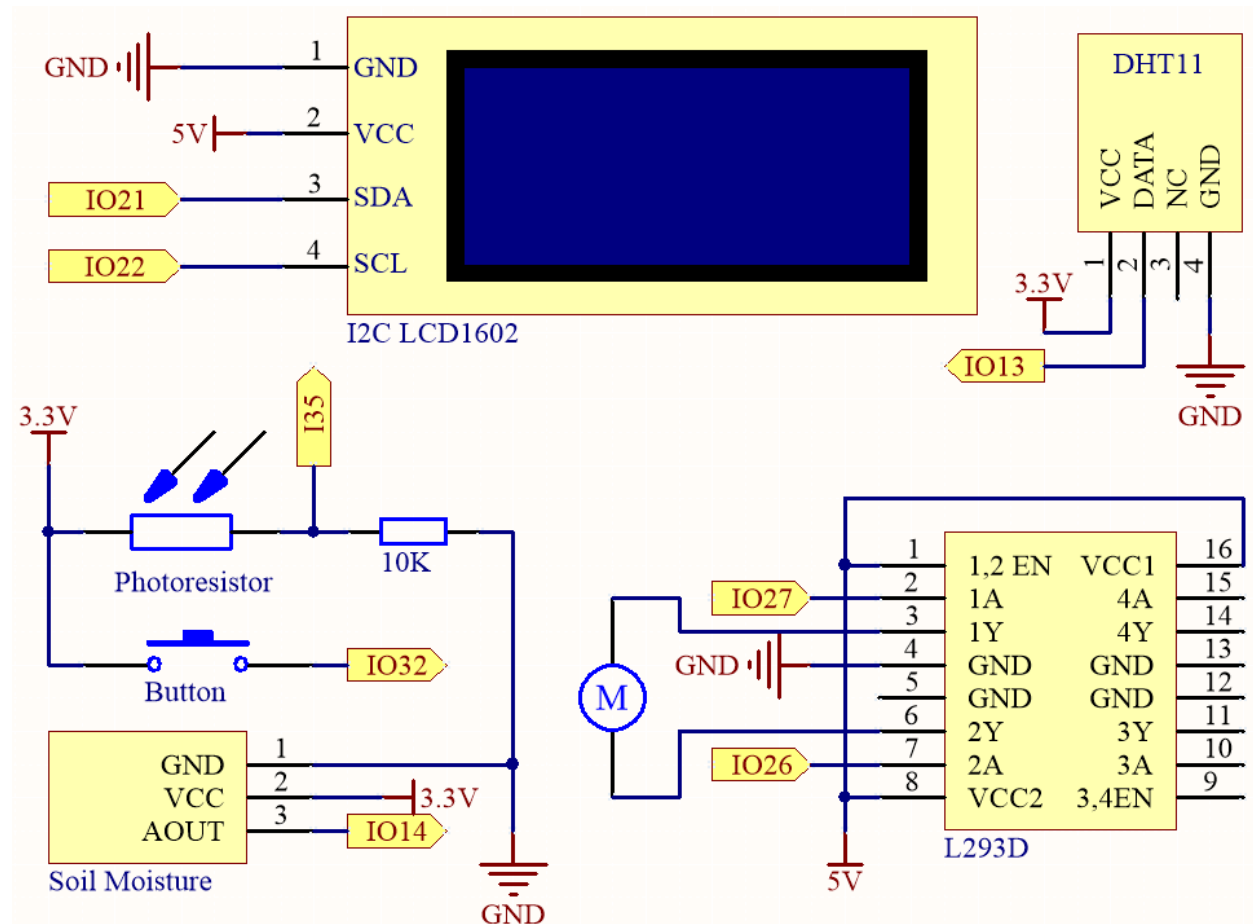 GND
1
GND
5V
2
VCC
IO21
3
SDA
IO22
4
SCL
I2C LCD1602
DHT11
VCC
DATA
NC
GND
1
2
3
4
3.3V
IO13
GND
3.3V
I35
10K
Photoresistor
IO32
Button
GND
1
VCC
2
3.3V
AOUT
3
IO14
Soil Moisture
GND
M
1
1,2 EN
VCC1
16
IO27
2
1A
4A
15
3
1Y
4Y
14
GND
4
GND
GND
13
5
GND
GND
12
6
2Y
3Y
11
IO26
7
2A
3A
10
8
VCC2
3,4EN
9
L293D
5V